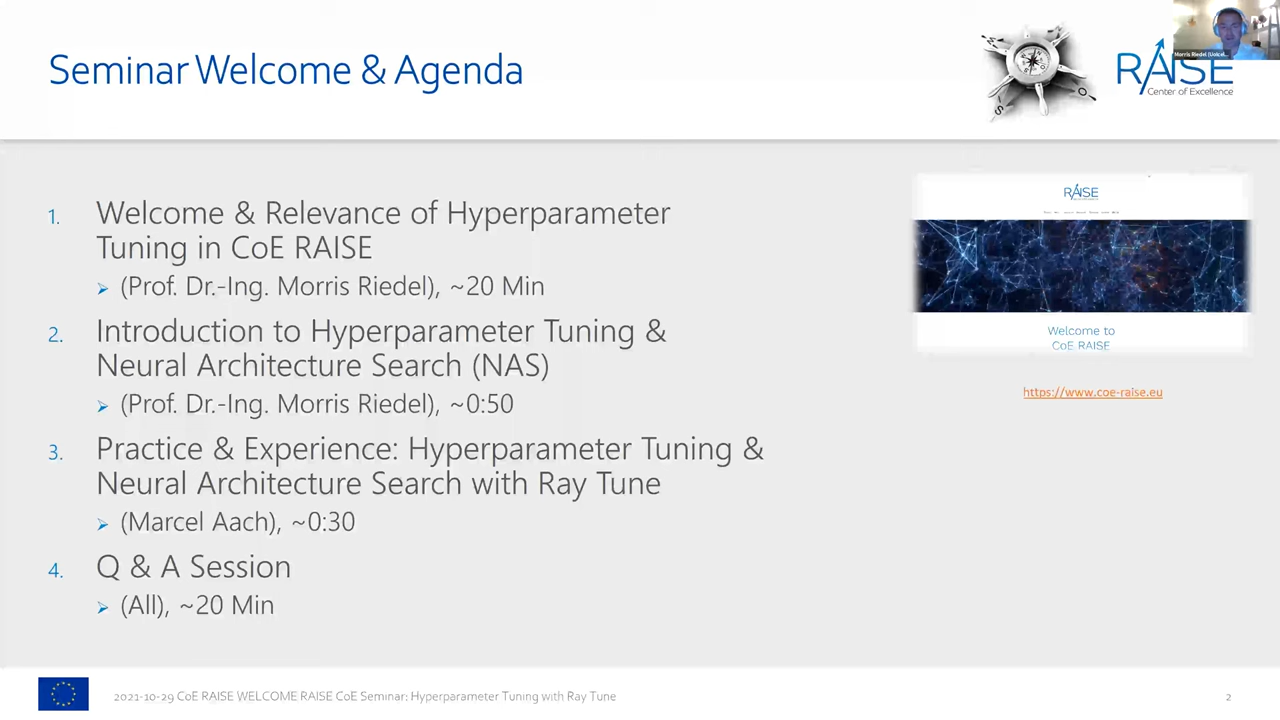 Seminar Welcome & Agenda
RAISE
Center of Excellence
1. Welcome & Relevance of Hyperparameter
Tuning in CoE RAISE
(Prof. Dr.-Ing. Morris Riedel), ~20 Min
2. Introduction to Hyperparameter Tuning &
Neural Architecture Search (NAS)
(Prof. Dr.-Ing. Morris Riedel), ~0:50
3. Practice & Experience: Hyperparameter Tuning &
Neural Architecture Search with Ray Tune
(Marcel Aach), ~0:30
4. Q & A Session
(All), ~20 Min
RAISE
Welcome to
CoE RAISE
https://www.coe-raise.eu
2021-10-29 CoE RAISE WELCOME RAISE CoE Seminar: Hyperparameter Tuning with Ray Tune
2